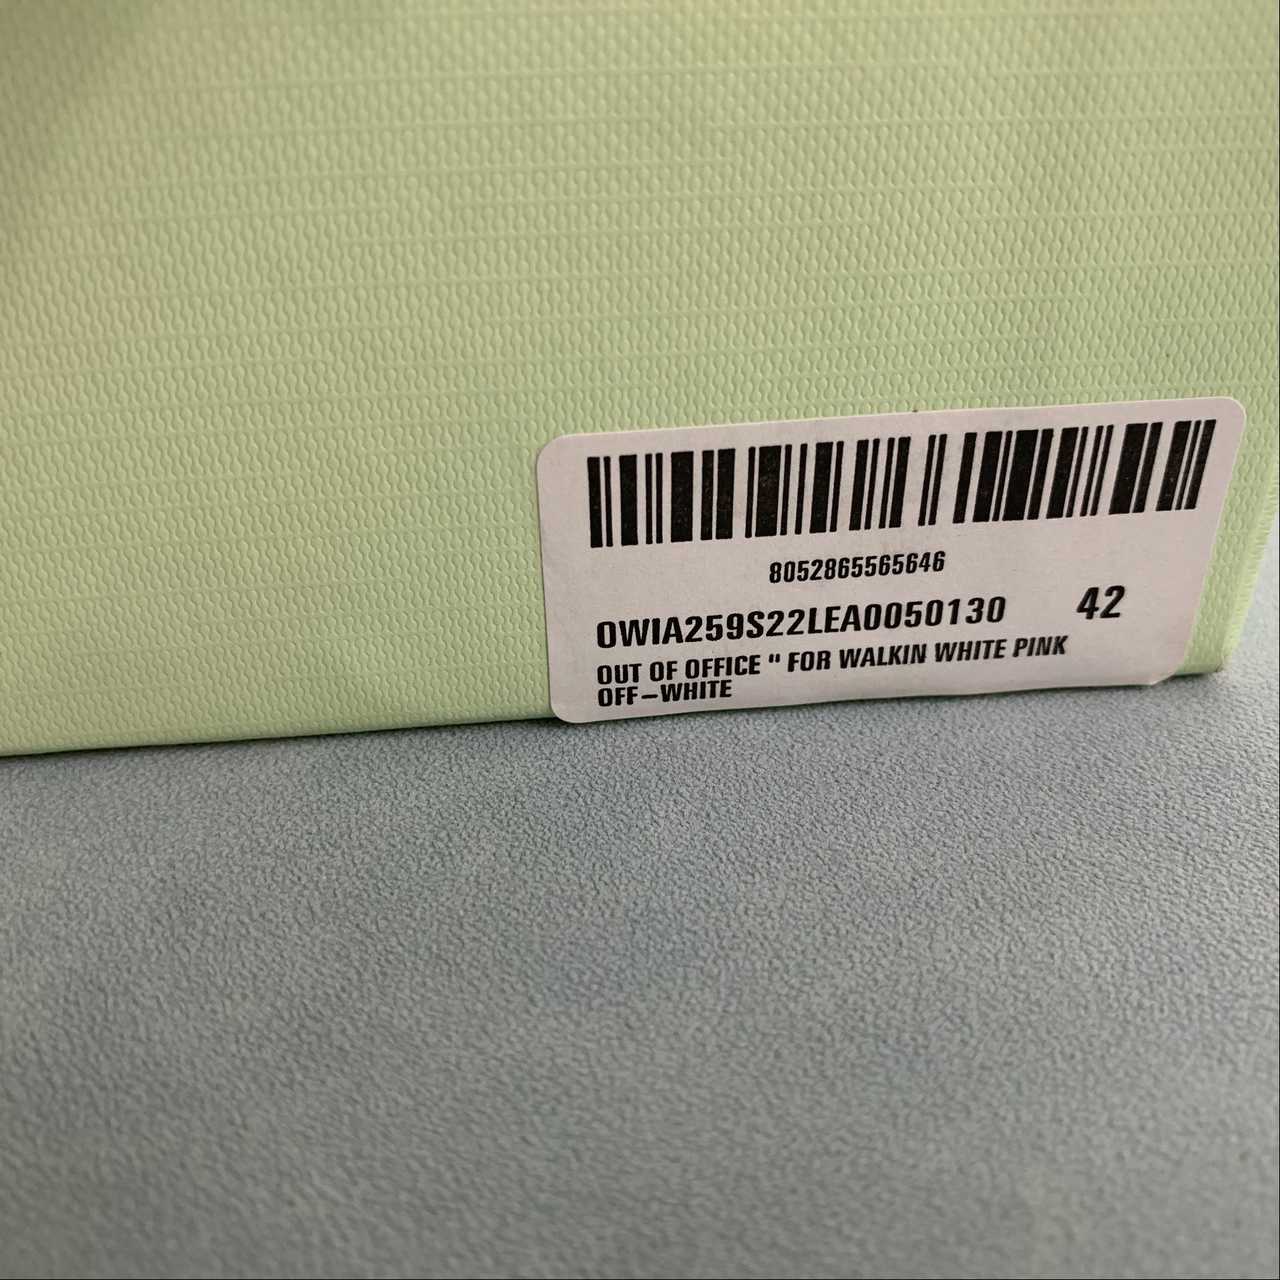 8052865565646
OWIA259S22LEA0050130 42
OUT OF OFFICE " FOR WALKIN WHITE PINK
OFF-WHITE